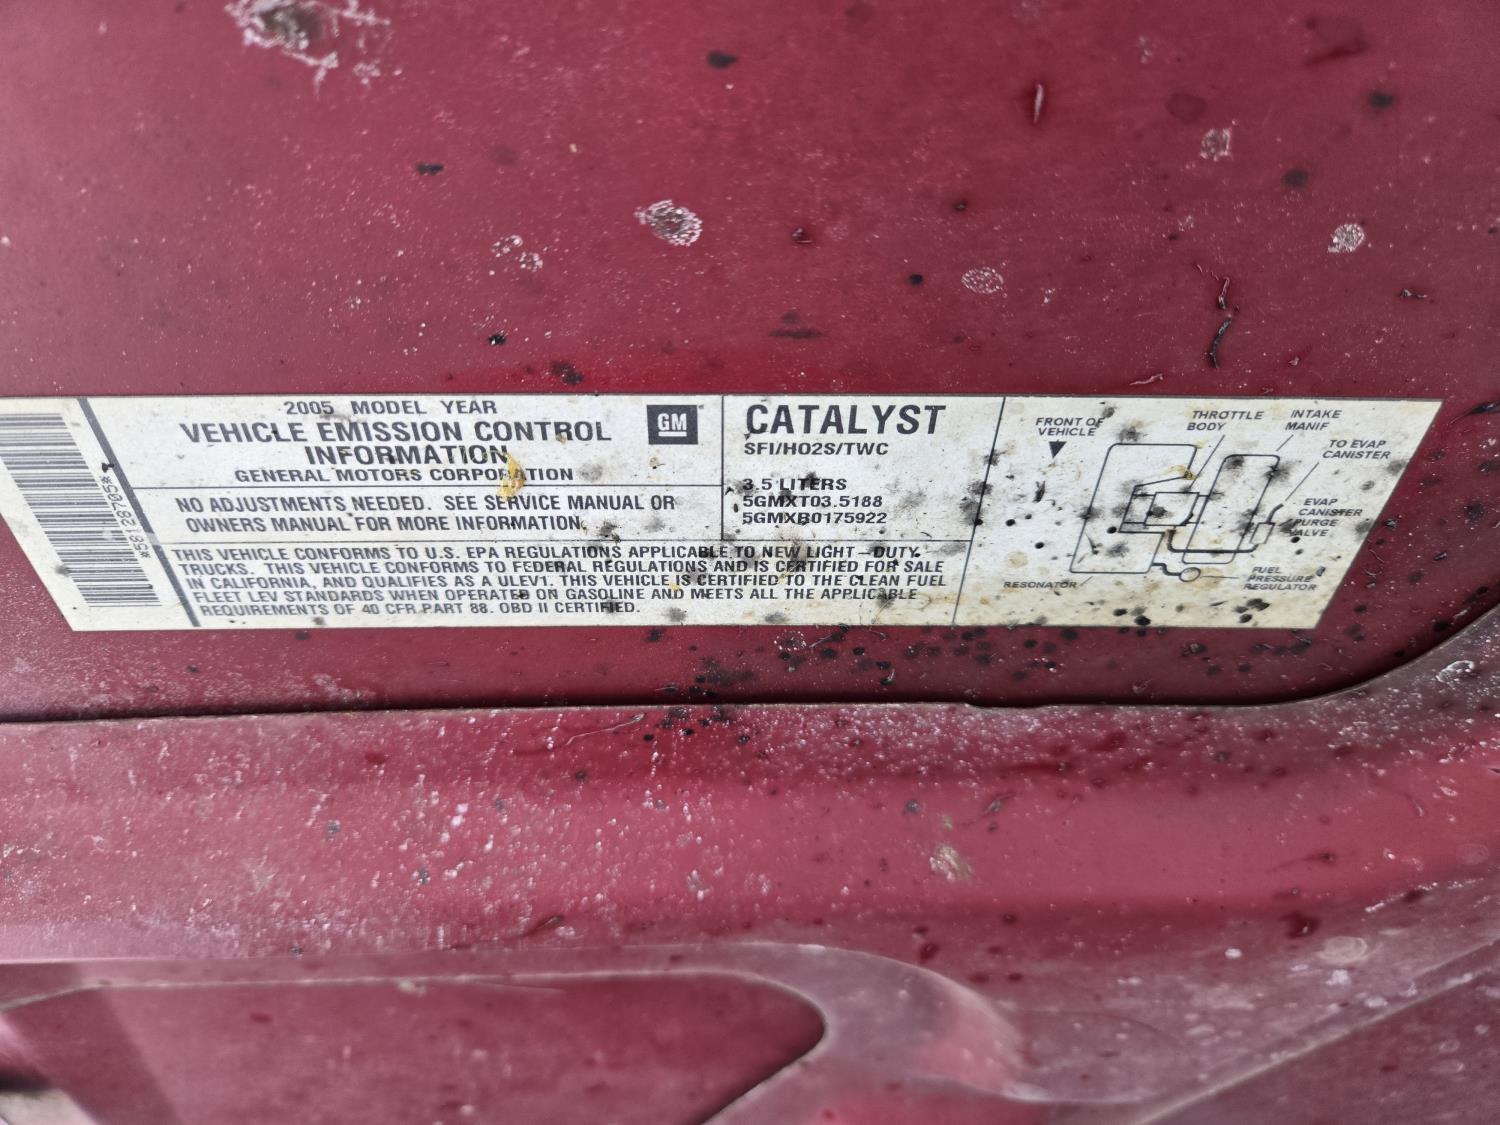 *58128705*
2005 MODEL YEAR
VEHICLE EMISSION CONTROL
INFORMATION
GENERAL MOTORS CORPORATION
GM
NO ADJUSTMENTS NEEDED. SEE SERVICE MANUAL OR
OWNERS MANUAL FOR MORE INFORMATION.
THIS VEHICLE CONFORMS TO U.S. EPA REGULATIONS APPLICABLE TO NEW LIGHT - DUTY
TRUCKS. THIS VEHICLE CONFORMS TO FEDERAL REGULATIONS AND IS CERTIFIED FOR SALE
IN CALIFORNIA, AND QUALIFIES AS A ULEV1. THIS VEHICLE IS CERTIFIED TO THE CLEAN FUEL
FLEET LEV STANDARDS WHEN OPERATED ON GASOLINE AND MEETS ALL THE APPLICABLE
REQUIREMENTS OF 40 CFR PART 88. OBD II CERTIFIED.
CATALYST
SFI/HO2S/TWC
3.5 LITERS
5GMXT03.5188
5GMXR0175922
FRONT OF
VEHICLE
THROTTLE
BODY
INTAKE
MANIF
TO EVAP
CANISTER
EVAP
CANISTER
PURGE
VALVE
FUEL
PRESSURE
REGULATOR
RESONATOR